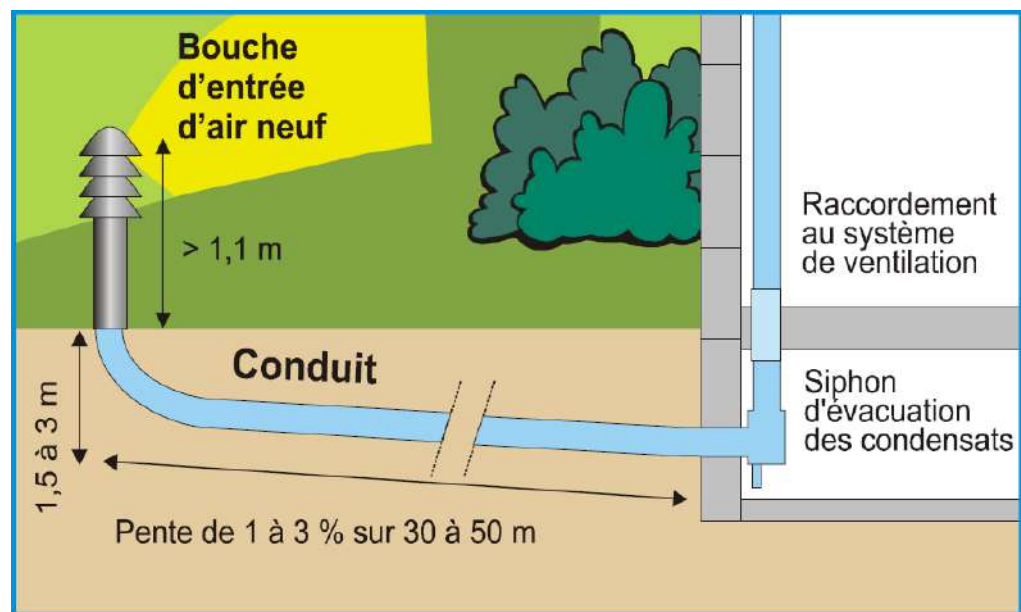 Bouche
d'entrée
d'air neuf
> 1,1 m
Raccordement
au système
de ventilation
Conduit
1,5 à 3 m
Siphon
d'évacuation
des condensats
Pente de 1 à 3 % sur 30 à 50 m